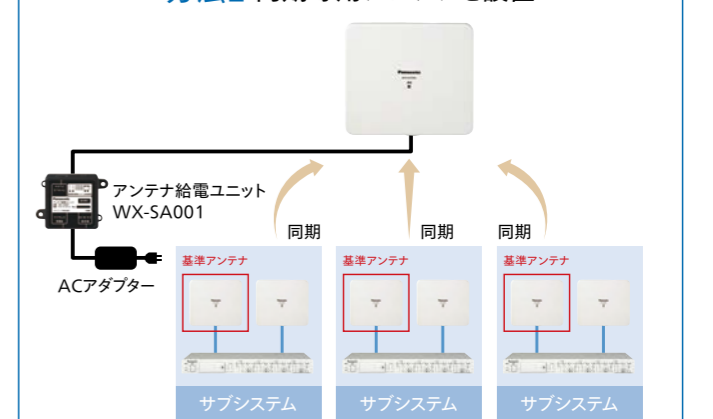 Panasonic
アンテナ給電ユニット
WX-SA001
ACアダプター
同期
同期
同期
基準アンテナ
基準アンテナ
基準アンテナ
サブシステム
サブシステム
サブシステム